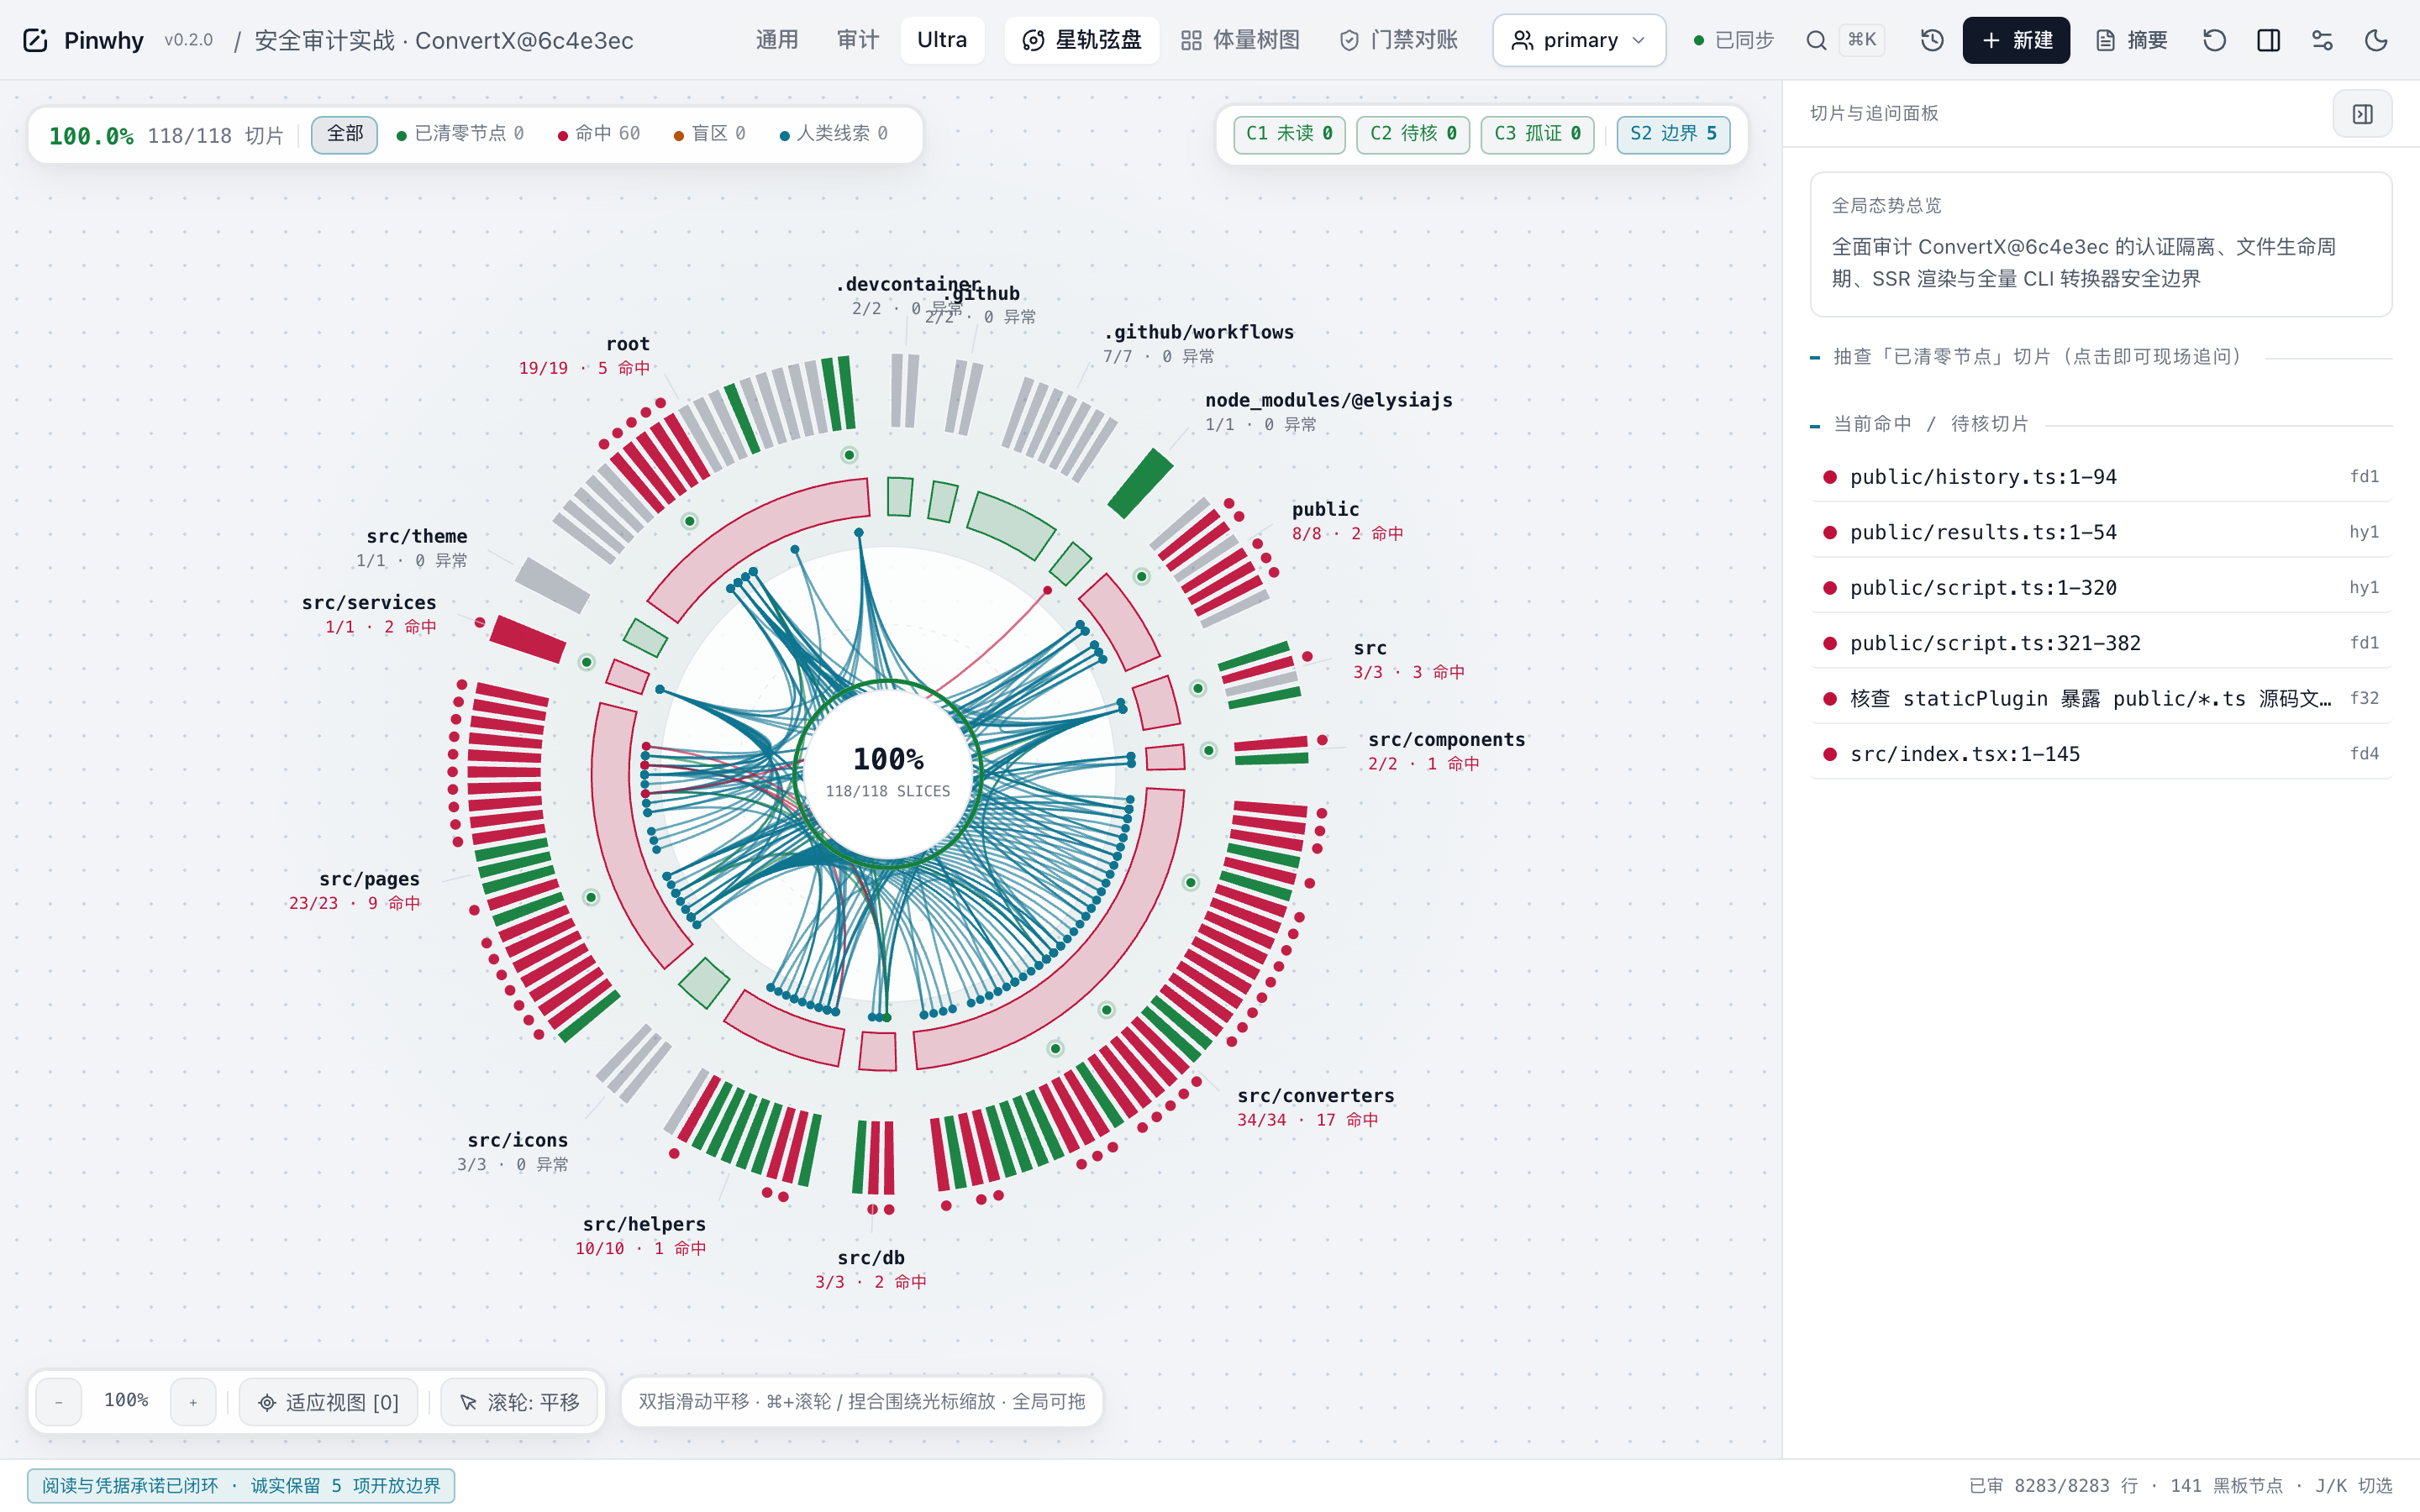 Pinwhy v0.2.0 / 安全审计实战 · ConvertX@6c4e3ec 通用 审计 Ultra 星轨弦盘 体量树图 门禁对账 primary 已同步 ⌘K + 新建 摘要
100.0% 118/118 切片 全部 已清零节点 0 命中 60 盲区 0 人类线索 0
C1 未读 0 C2 待核 0 C3 孤证 0 S2 边界 5
.devcontainer
2/2 · 0 异常
.github
2/2 · 0 异常
.github/workflows
7/7 · 0 异常
node_modules/@elysiajs
1/1 · 0 异常
public
8/8 · 2 命中
src
3/3 · 3 命中
src/components
2/2 · 1 命中
src/converters
34/34 · 17 命中
src/db
3/3 · 2 命中
src/helpers
10/10 · 1 命中
src/icons
3/3 · 0 异常
src/pages
23/23 · 9 命中
src/services
1/1 · 2 命中
src/theme
1/1 · 0 异常
root
19/19 · 5 命中
100%
118/118 SLICES
切片与追问面板
全局态势总览
全面审计 ConvertX@6c4e3ec 的认证隔离、文件生命周
期、SSR 渲染与全量 CLI 转换器安全边界
抽查「已清零节点」切片（点击即可现场追问）
当前命中 / 待核切片
public/history.ts:1–94 fd1
public/results.ts:1–54 hy1
public/script.ts:1–320 hy1
public/script.ts:321–382 fd1
核查 staticPlugin 暴露 public/*.ts 源码文… f32
src/index.tsx:1–145 fd4
− 100% + 适应视图 [0] 滚轮: 平移
双指滑动平移 · ⌘+滚轮 / 捏合围绕光标缩放 · 全局可拖
阅读与凭据承诺已闭环 · 诚实保留 5 项开放边界
已审 8283/8283 行 · 141 黑板节点 · J/K 切选